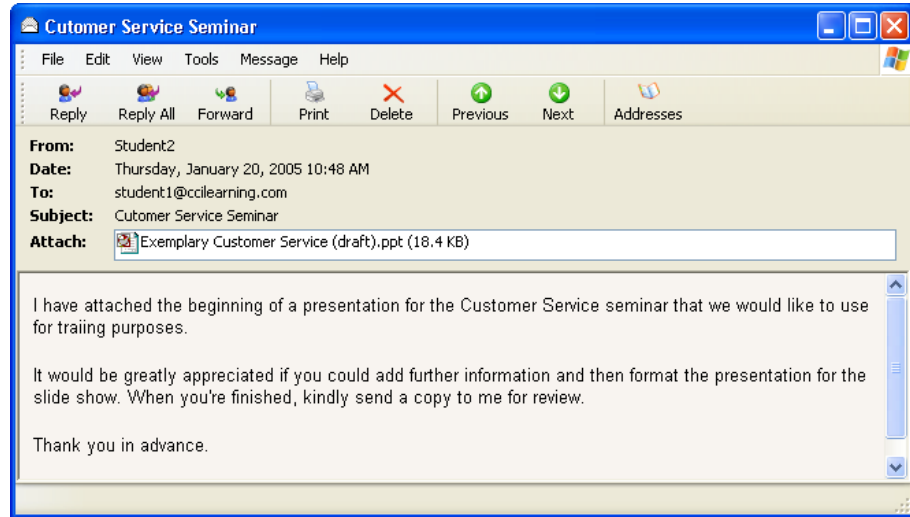 Cutomer Service Seminar
File Edit View Tools Message Help
Reply Reply All Forward Print Delete Previous Next Addresses
From: Student2
Date: Thursday, January 20, 2005 10:48 AM
To: student1@ccilearning.com
Subject: Cutomer Service Seminar
Attach: Exemplary Customer Service (draft).ppt (18.4 KB)
I have attached the beginning of a presentation for the Customer Service seminar that we would like to use
for traiing purposes.
It would be greatly appreciated if you could add further information and then format the presentation for the
slide show. When you're finished, kindly send a copy to me for review.
Thank you in advance.